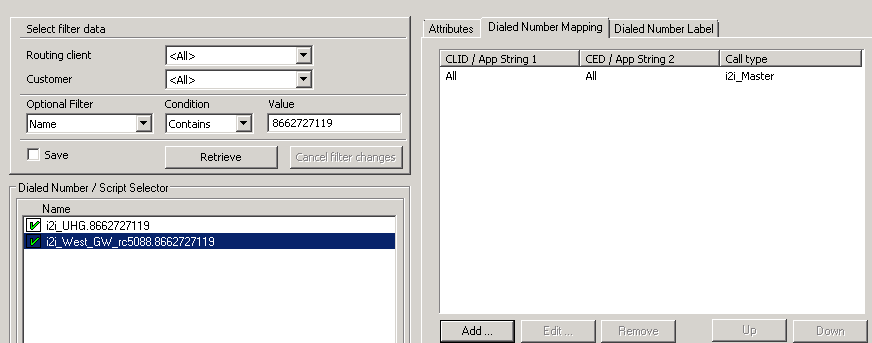 Select filter data
Routing client
<All>
Customer
<All>
Optional Filter Condition Value
Name Contains 8662727119
Save Retrieve Cancel filter changes
Dialed Number / Script Selector
Name
i2i_UHG.8662727119
i2i_West_GW_rc5088.8662727119
Attributes Dialed Number Mapping Dialed Number Label
CLID / App String 1 CED / App String 2 Call type
All All i2i_Master
Add ... Edit ... Remove Up Down